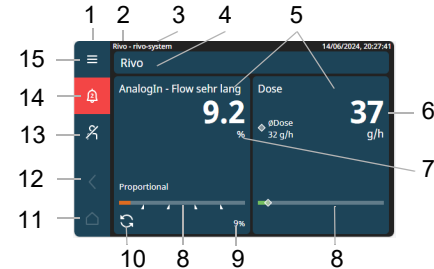 1 2 3 4 5
Rivo - rivo-system 14/06/2024, 20:27:41
15 Rivo
14 2
AnalogIn - Flow sehr lang
9.2
%
Dose
37
g/h
6
øDose
32 g/h
13
7
12
Proportional
11
9%
10 8 9 8